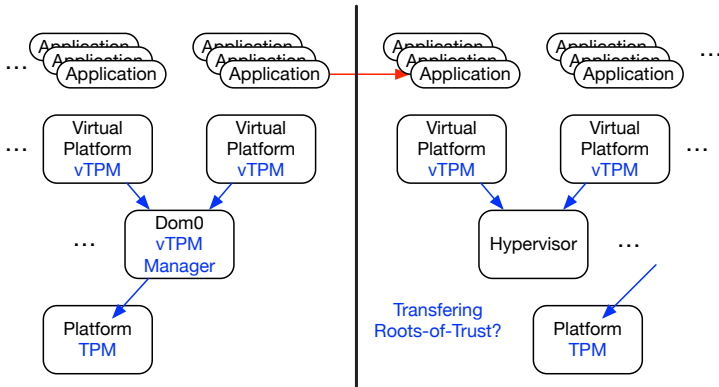 Application
Application
Application
Application
Application
Application
Application
Application
Application
Application
Application
Application
...
...
...
Virtual
Platform
vTPM
Virtual
Platform
vTPM
Virtual
Platform
vTPM
Virtual
Platform
vTPM
...
...
Dom0
vTPM
Manager
...
Hypervisor
...
Platform
TPM
Transfering
Roots-of-Trust?
Platform
TPM